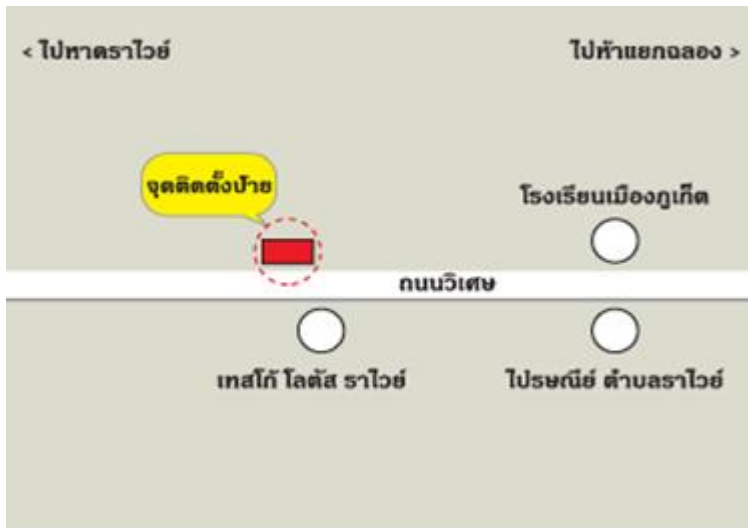 < ไปหาดราไวย์
ไปห้าแยกฉลอง >
จุดติดตั้งป้าย
โรงเรียนเมืองภูเก็ต
ถนนวิเศษ
เทสโก้ โลตัส ราไวย์
ไปรษณีย์ ตำบลราไวย์